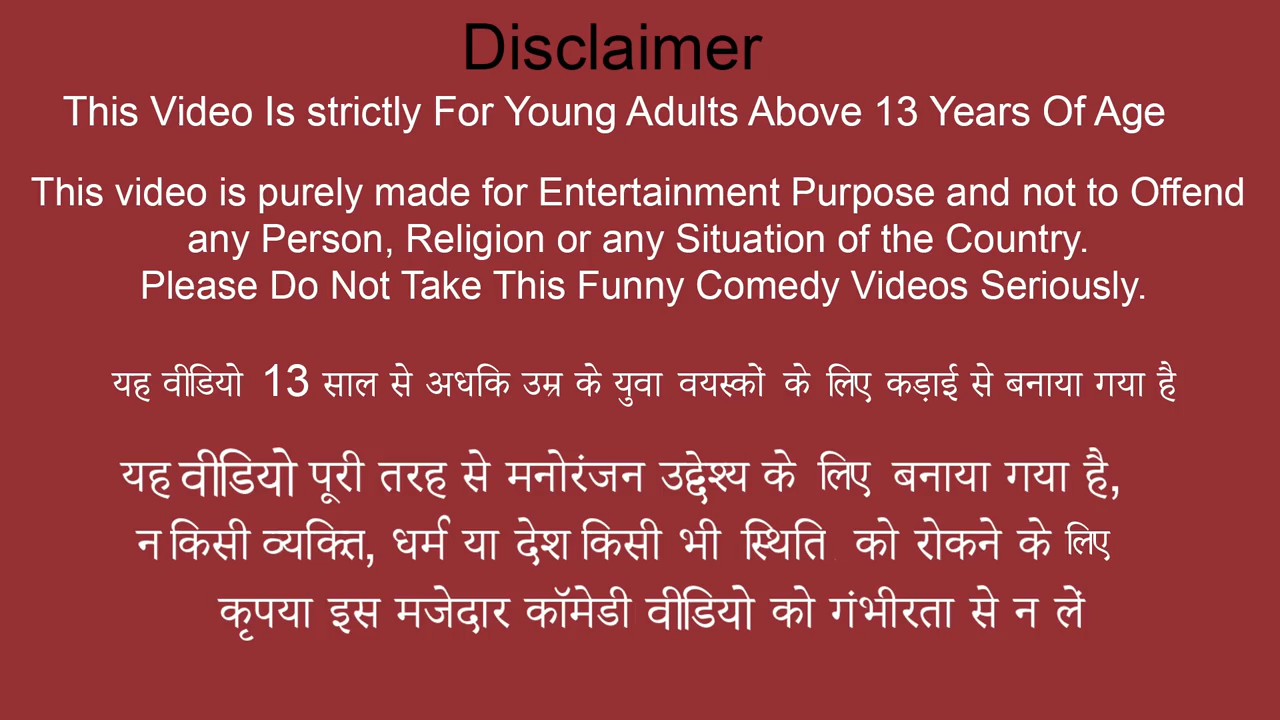 Disclaimer
This Video Is strictly For Young Adults Above 13 Years Of Age
This video is purely made for Entertainment Purpose and not to Offend
any Person, Religion or any Situation of the Country.
Please Do Not Take This Funny Comedy Videos Seriously.
यह वीडियो 13 साल से अधकि उम्र के युवा वयस्कों के लिए कड़ाई से बनाया गया है
यह वीडियो पूरी तरह से मनोरंजन उद्देश्य के लिए बनाया गया है,
न किसी व्यक्ति, धर्म या देश किसी भी स्थिति को रोकने के लिए
कृपया इस मजेदार कॉमेडी वीडियो को गंभीरता से न लें